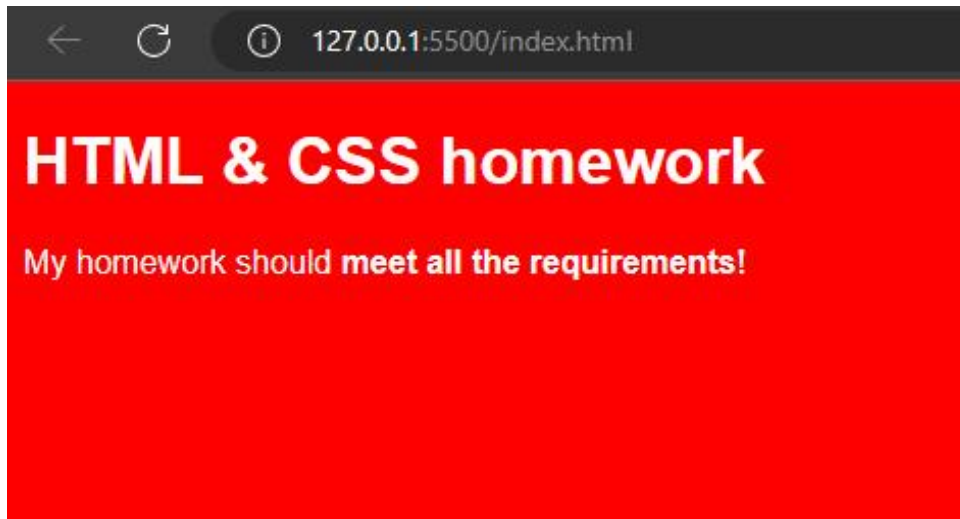 127.0.0.1:5500/index.html
HTML & CSS homework
My homework should meet all the requirements!